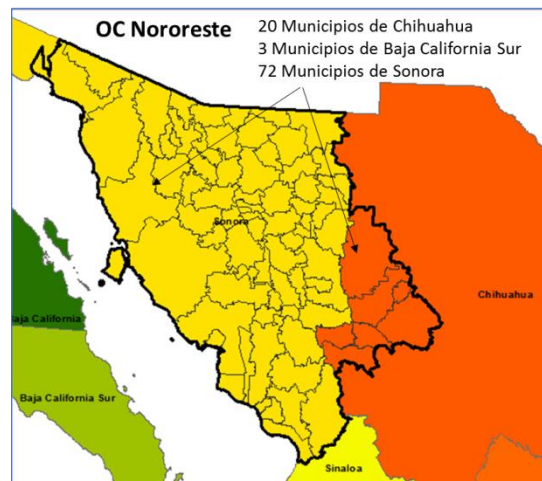 OC Nororeste
20 Municipios de Chihuahua
3 Municipios de Baja California Sur
72 Municipios de Sonora
Sonora
Chihuahua
aja California
Baja California Sur
Sinaloa